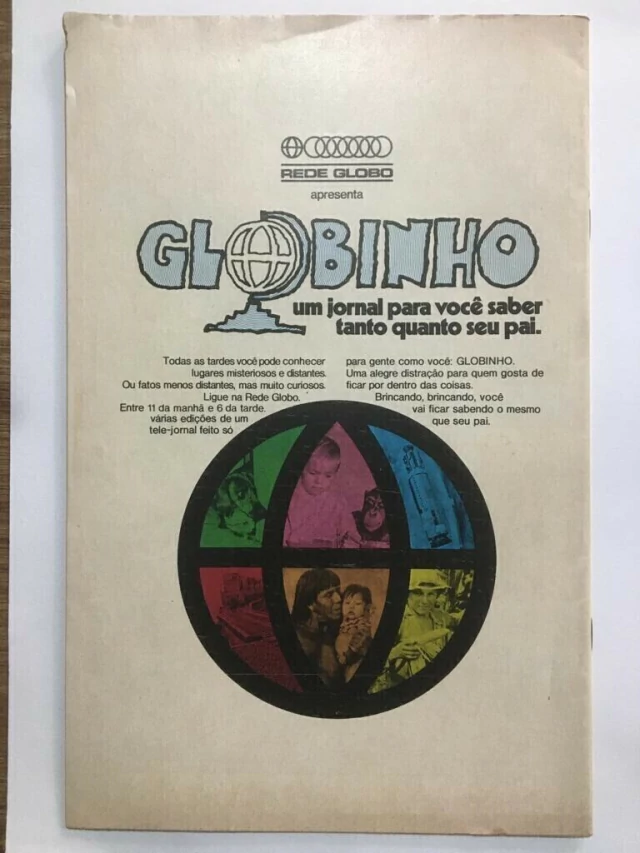 REDE GLOBO
apresenta
GLOBINHO
um jornal para você saber
tanto quanto seu pai.
Todas as tardes você pode conhecer
lugares misteriosos e distantes.
Ou fatos menos distantes, mas muito curiosos.
Ligue na Rede Globo.
Entre 11 da manhã e 6 da tarde.
várias edições de um
tele-jornal feito só
para gente como você: GLOBINHO.
Uma alegre distração para quem gosta de
ficar por dentro das coisas.
Brincando, brincando, você
vai ficar sabendo o mesmo
que seu pai.